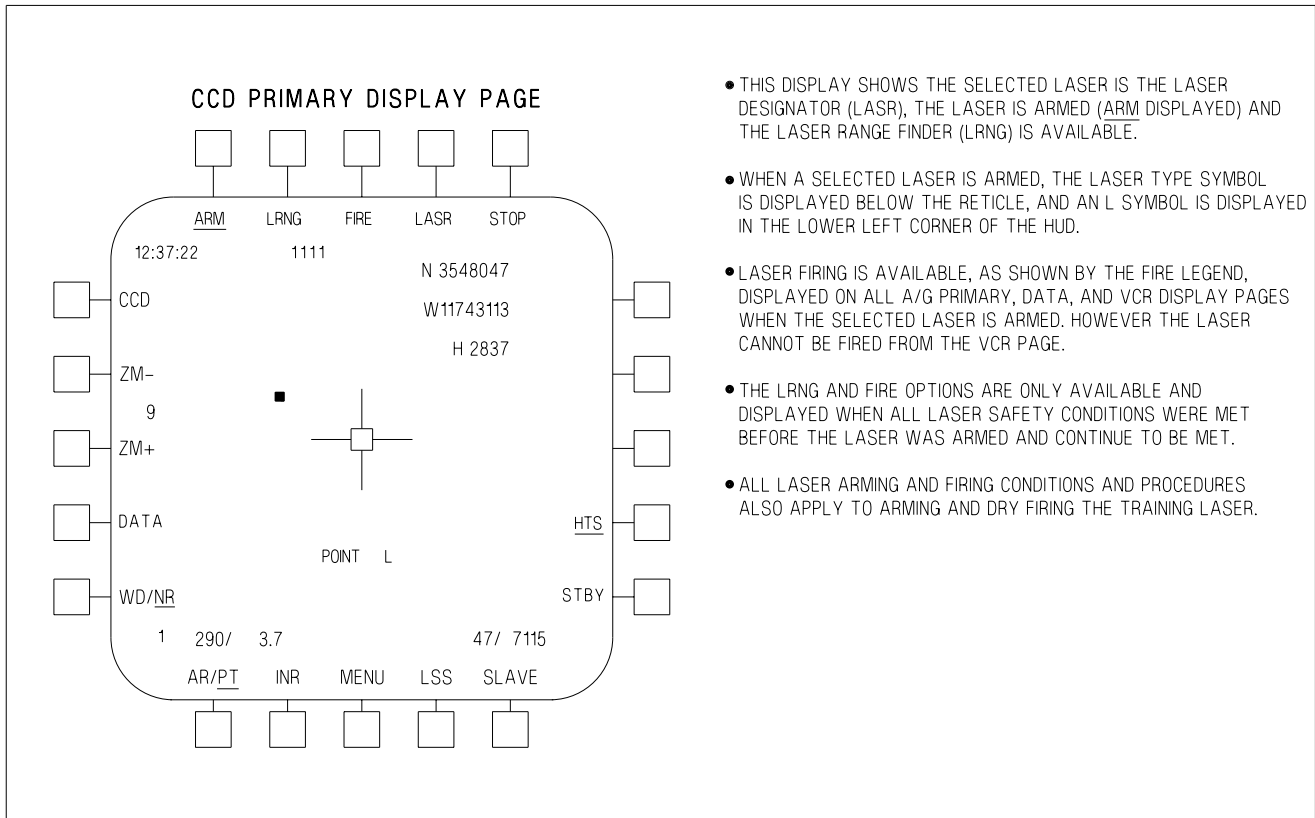 CCD PRIMARY DISPLAY PAGE
ARM LRNG FIRE LASR STOP
12:37:22 1111
N 3548047
CCD
W11743113
H 2837
ZM-
9
ZM+
DATA
HTS
POINT L
WD/NR
STBY
1 290/ 3.7 47/ 7115
AR/PT INR MENU LSS SLAVE
• THIS DISPLAY SHOWS THE SELECTED LASER IS THE LASER
DESIGNATOR (LASR), THE LASER IS ARMED (ARM DISPLAYED) AND
THE LASER RANGE FINDER (LRNG) IS AVAILABLE.
• WHEN A SELECTED LASER IS ARMED, THE LASER TYPE SYMBOL
IS DISPLAYED BELOW THE RETICLE, AND AN L SYMBOL IS DISPLAYED
IN THE LOWER LEFT CORNER OF THE HUD.
• LASER FIRING IS AVAILABLE, AS SHOWN BY THE FIRE LEGEND,
DISPLAYED ON ALL A/G PRIMARY, DATA, AND VCR DISPLAY PAGES
WHEN THE SELECTED LASER IS ARMED. HOWEVER THE LASER
CANNOT BE FIRED FROM THE VCR PAGE.
• THE LRNG AND FIRE OPTIONS ARE ONLY AVAILABLE AND
DISPLAYED WHEN ALL LASER SAFETY CONDITIONS WERE MET
BEFORE THE LASER WAS ARMED AND CONTINUE TO BE MET.
• ALL LASER ARMING AND FIRING CONDITIONS AND PROCEDURES
ALSO APPLY TO ARMING AND DRY FIRING THE TRAINING LASER.